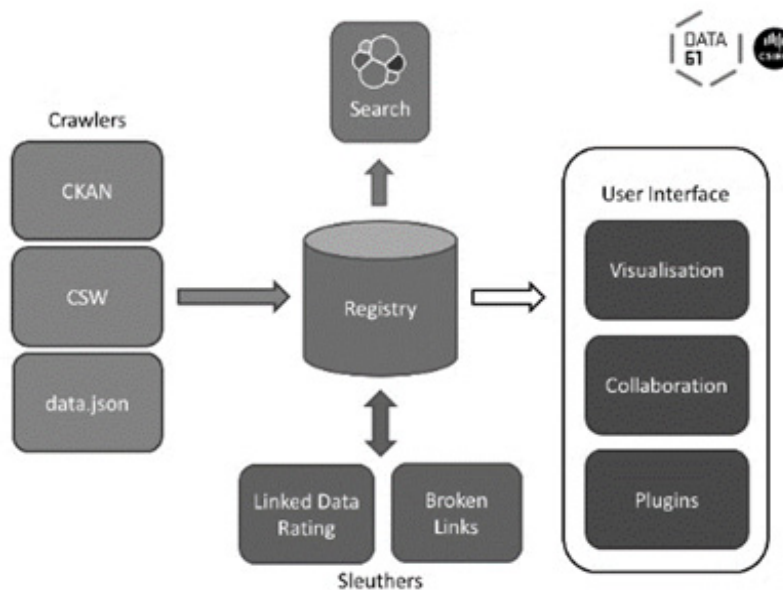 DATA
61
CSIRO
Search
Crawlers
CKAN
CSW
data.json
Registry
User Interface
Visualisation
Collaboration
Plugins
Linked Data
Rating
Broken
Links
Sleuthers